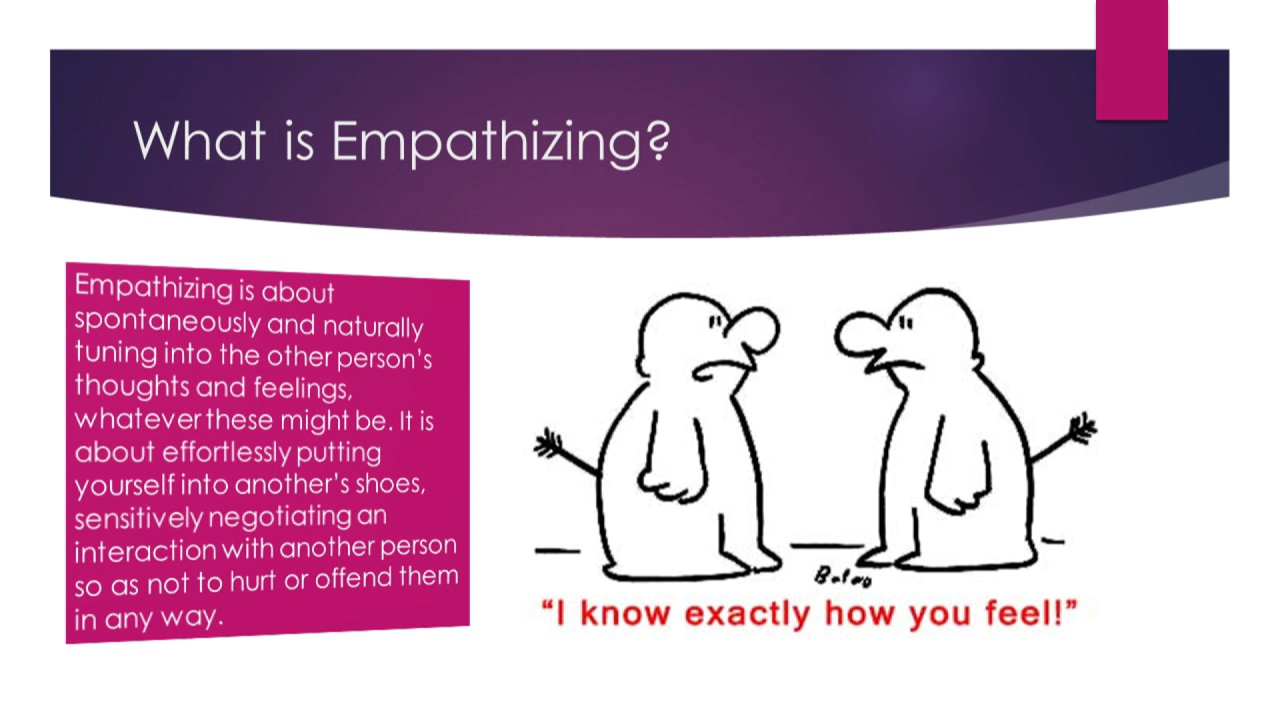 What is Empathizing?
Empathizing is about
spontaneously and naturally
tuning into the other person's
thoughts and feelings,
whatever these might be. It is
about effortlessly putting
yourself into another's shoes,
sensitively negotiating an
interaction with another person
so as not to hurt or offend them
in any way.
“I know exactly how you feel!”